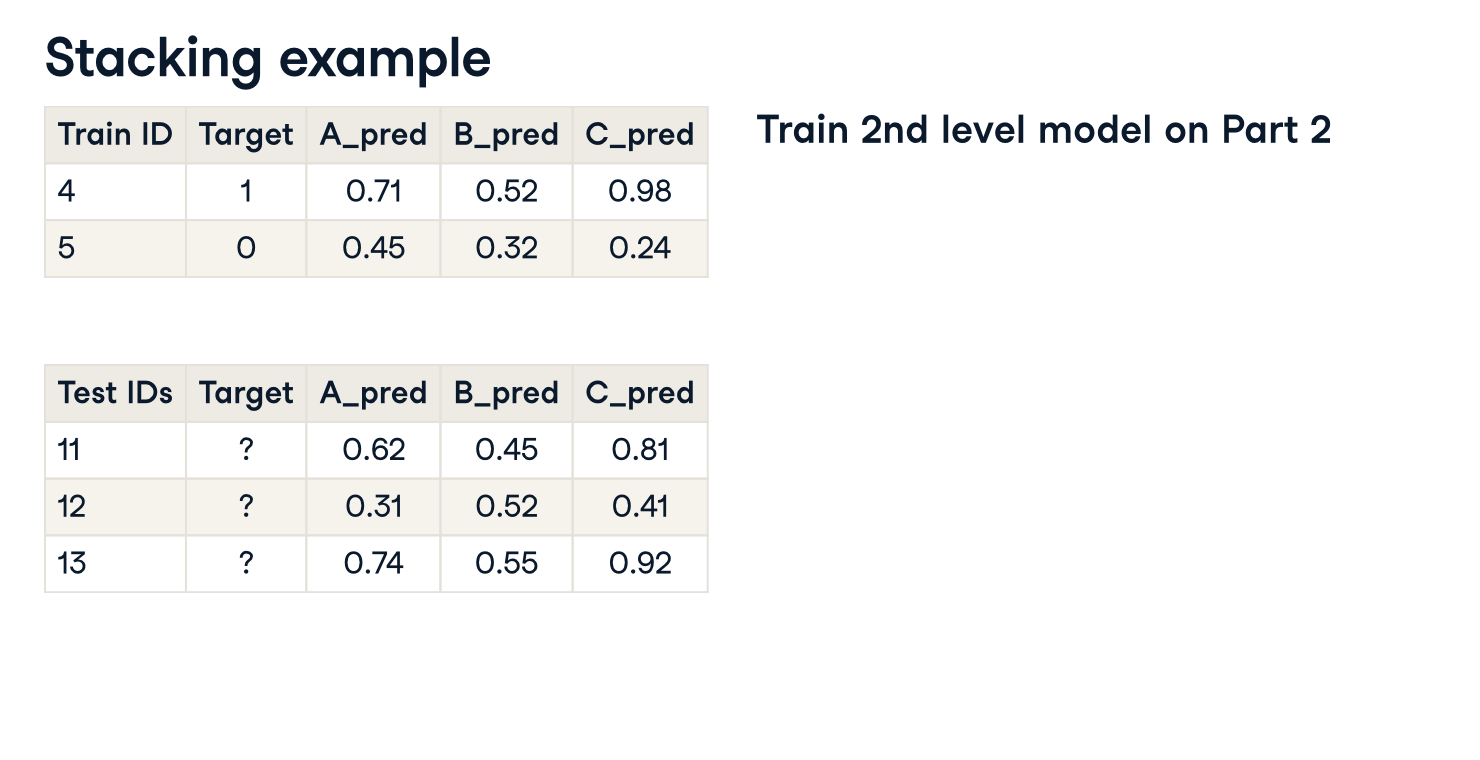 Stacking example
Train ID Target A_pred B_pred C_pred
4 1 0.71 0.52 0.98
5 0 0.45 0.32 0.24
Test IDs Target A_pred B_pred C_pred
11 ? 0.62 0.45 0.81
12 ? 0.31 0.52 0.41
13 ? 0.74 0.55 0.92
Train 2nd level model on Part 2